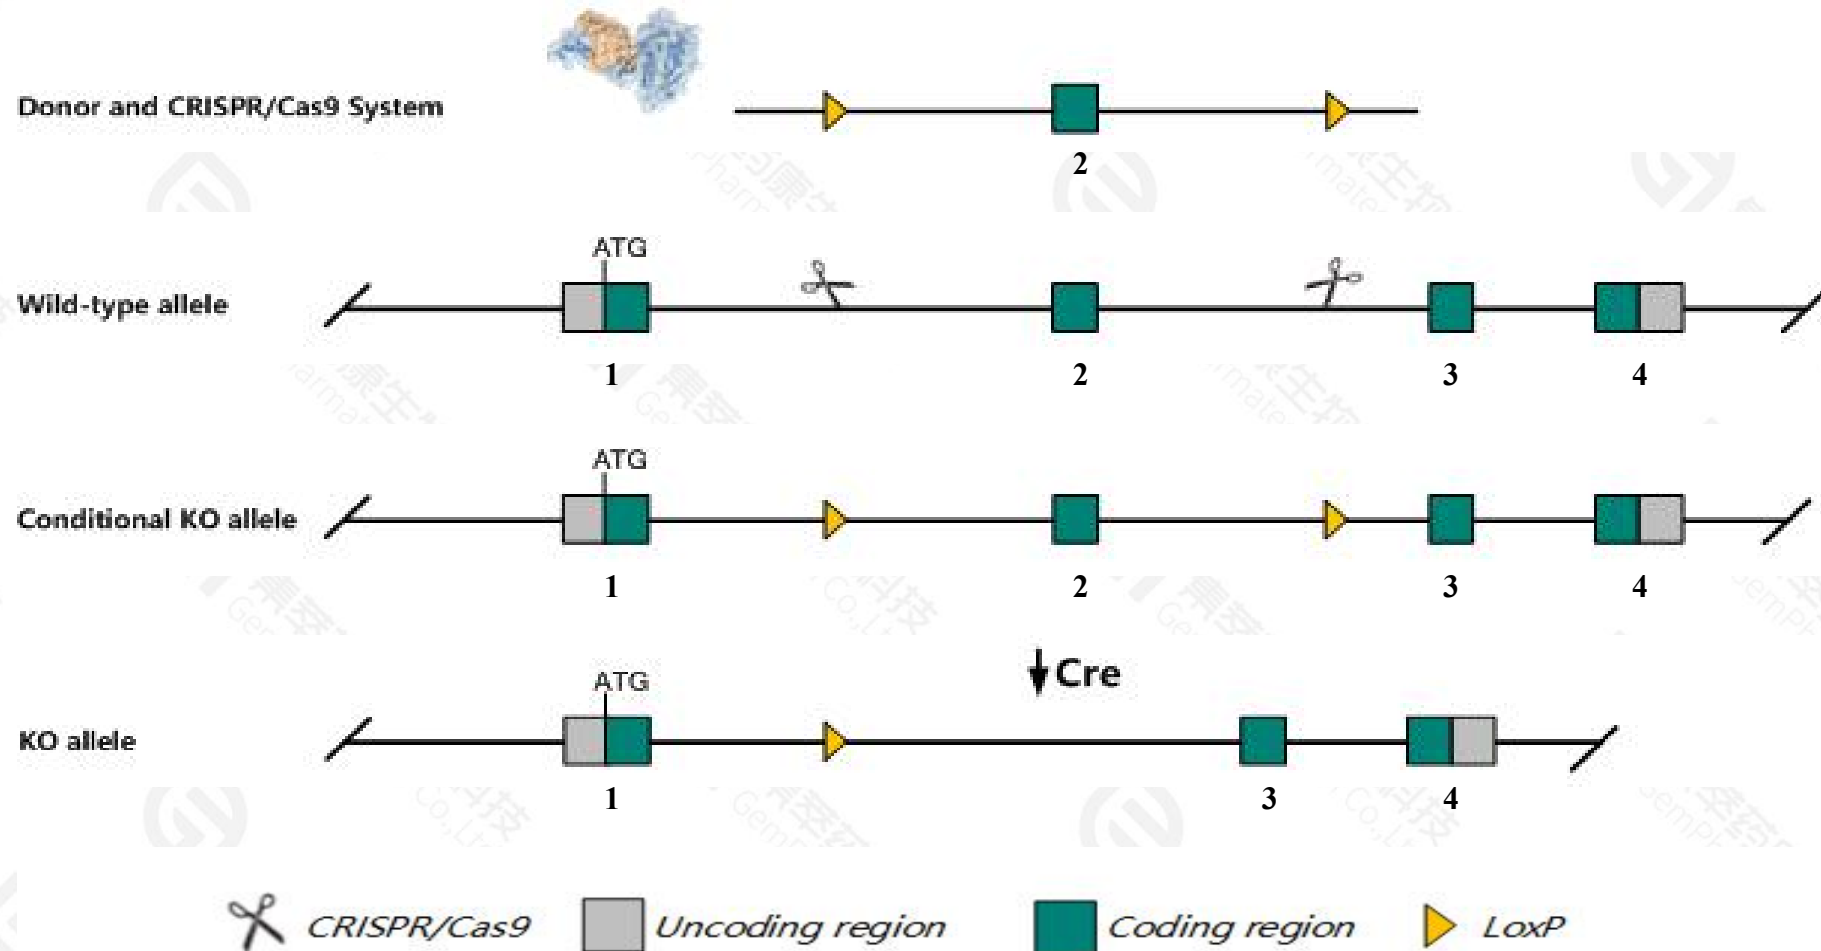 Donor and CRISPR/Cas9 System
2
ATG
Wild-type allele
1 2 3 4
ATG
Conditional KO allele
1 2 3 4
Cre
ATG
KO allele
1 3 4
CRISPR/Cas9 Uncoding region Coding region LoxP